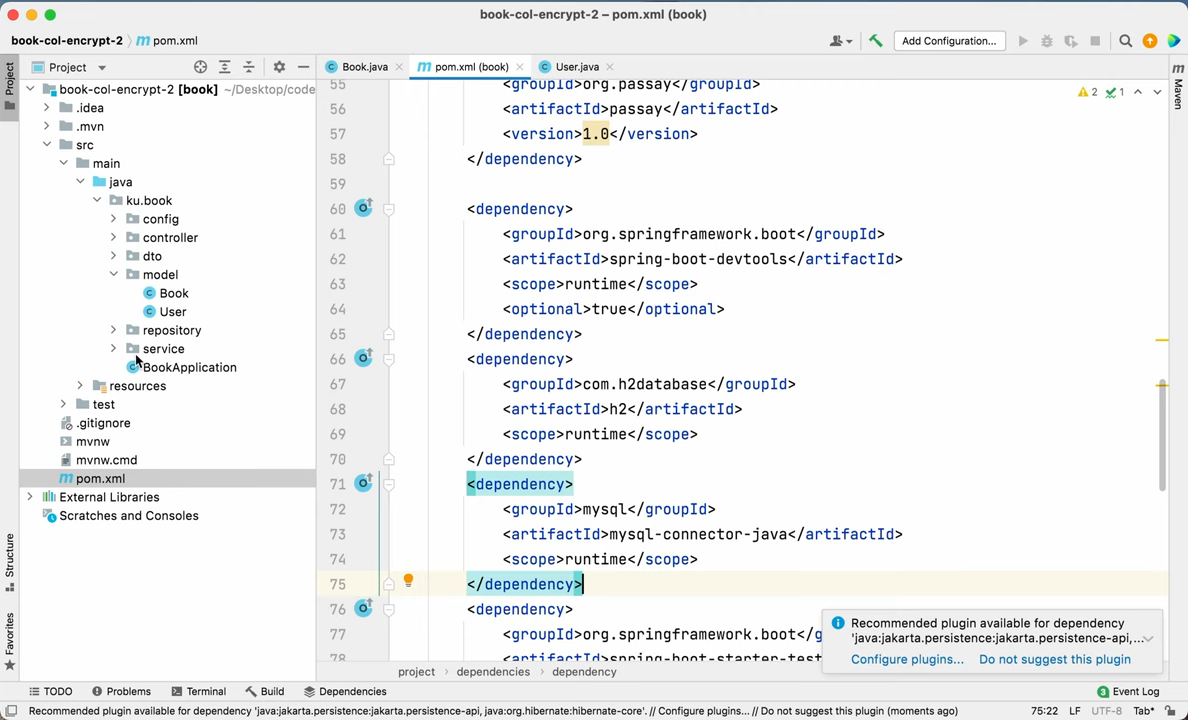 book-col-encrypt-2 – pom.xml (book)
book-col-encrypt-2 〉 m pom.xml
Add Configuration...
Project
Book.java
pom.xml (book)
User.java
Maven
Project
book-col-encrypt-2 [book] ~/Desktop/code
.idea
.mvn
src
main
java
ku.book
config
controller
dto
model
Book
User
repository
service
BookApplication
resources
test
.gitignore
mvnw
mvnw.cmd
pom.xml
External Libraries
Scratches and Consoles
Structure
Favorites
2 1
55 <groupId>org.passay</groupId>
56 <artifactId>passay</artifactId>
57 <version>1.0</version>
58 </dependency>
59
60 <dependency>
61 <groupId>org.springframework.boot</groupId>
62 <artifactId>spring-boot-devtools</artifactId>
63 <scope>runtime</scope>
64 <optional>true</optional>
65 </dependency>
66 <dependency>
67 <groupId>com.h2database</groupId>
68 <artifactId>h2</artifactId>
69 <scope>runtime</scope>
70 </dependency>
71 <dependency>
72 <groupId>mysql</groupId>
73 <artifactId>mysql-connector-java</artifactId>
74 <scope>runtime</scope>
75 </dependency>
76 <dependency>
77 <groupId>org.springframework.boot</g
78 <artifactId>spring-boot-starter-test
Recommended plugin available for dependency
'java:jakarta.persistence:jakarta.persistence-api,...
Configure plugins... Do not suggest this plugin
project 〉 dependencies 〉 dependency
TODO Problems Terminal Build Dependencies 3 Event Log
Recommended plugin available for dependency 'java:jakarta.persistence:jakarta.persistence-api, java:org.hibernate:hibernate-core'. // Configure plugins... // Do not suggest this plugin (moments ago) 75:22 LF UTF-8 Tab*